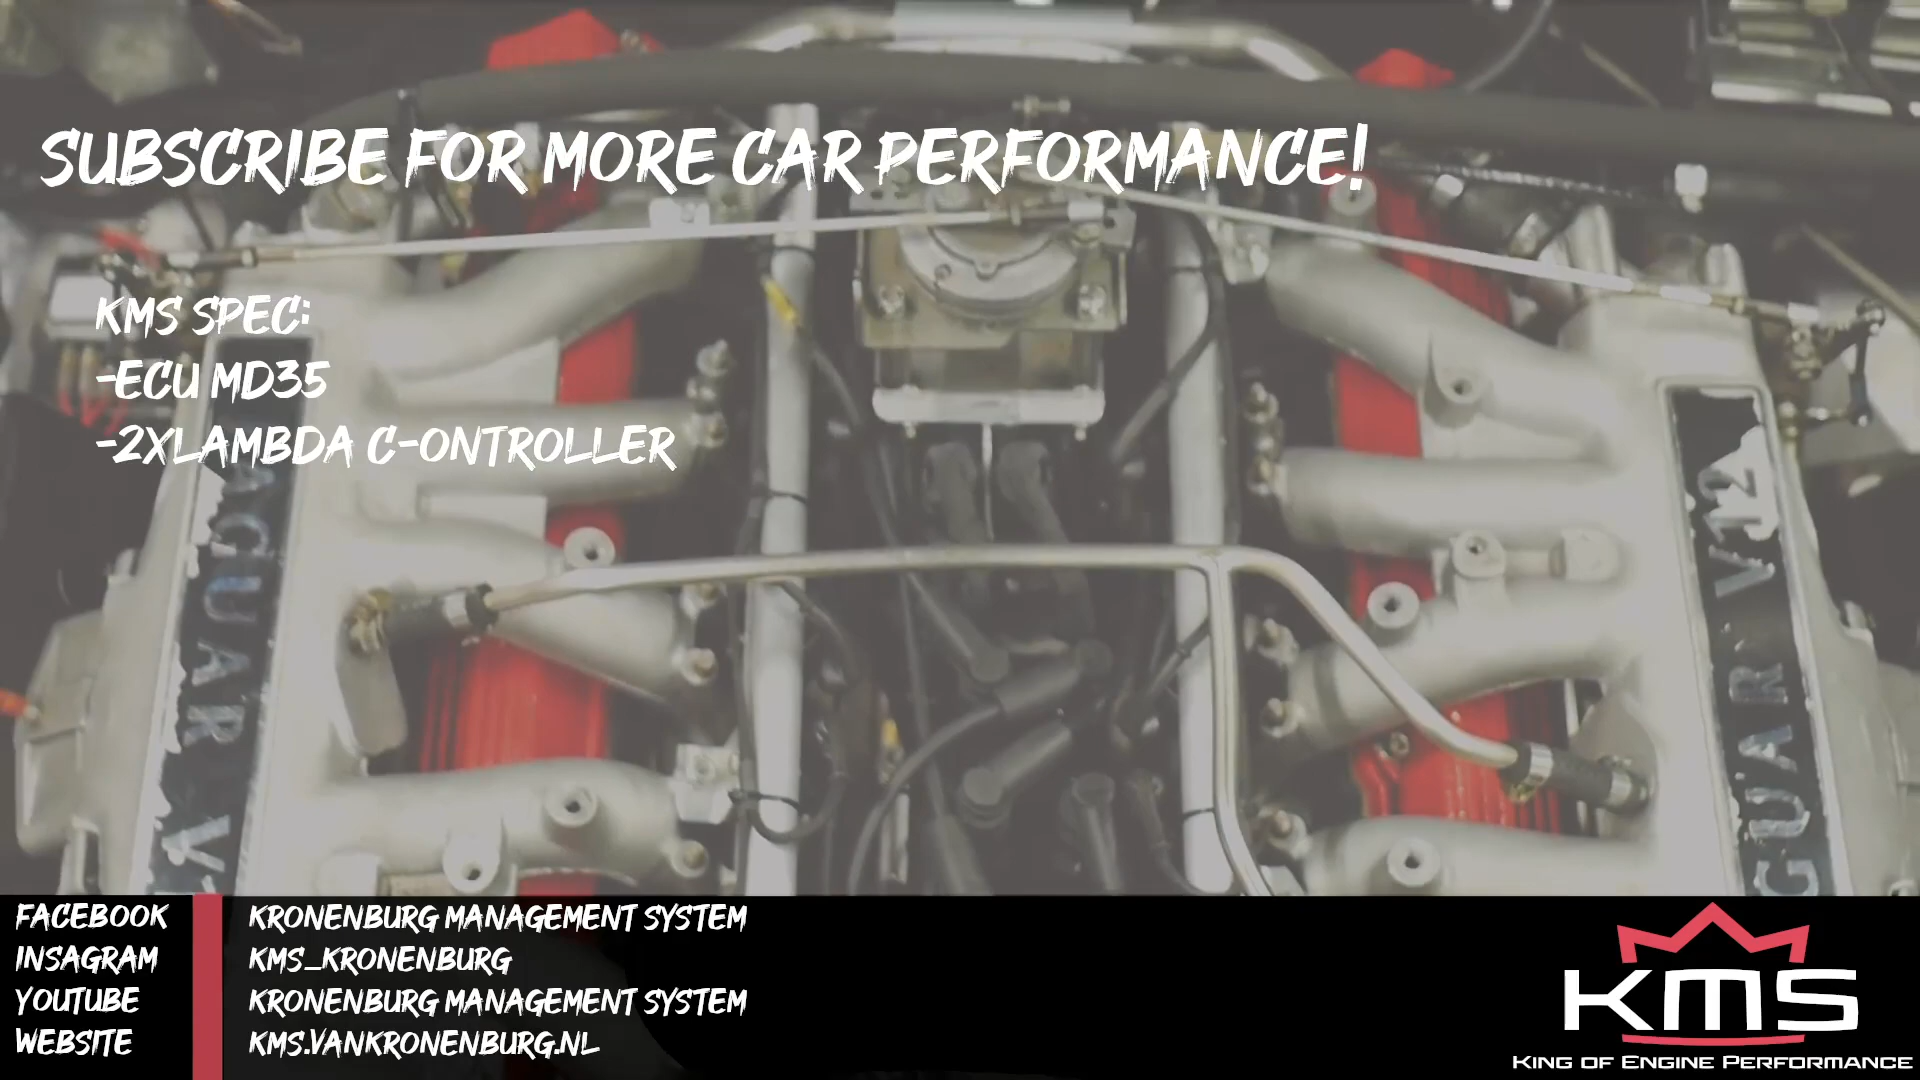 SUBSCRIBE FOR MORE CAR PERFORMANCE!
KMS SPEC:
-ECU MD35
-2XLAMBDA C-ONTROLLER
JAGUAR V
JAGUAR V12
FACEBOOK KRONENBURG MANAGEMENT SYSTEM
INSAGRAM KMS_KRONENBURG
YOUTUBE KRONENBURG MANAGEMENT SYSTEM
WEBSITE KMS.VANKRONENBURG.NL
KMS
KING OF ENGINE PERFORMANCE